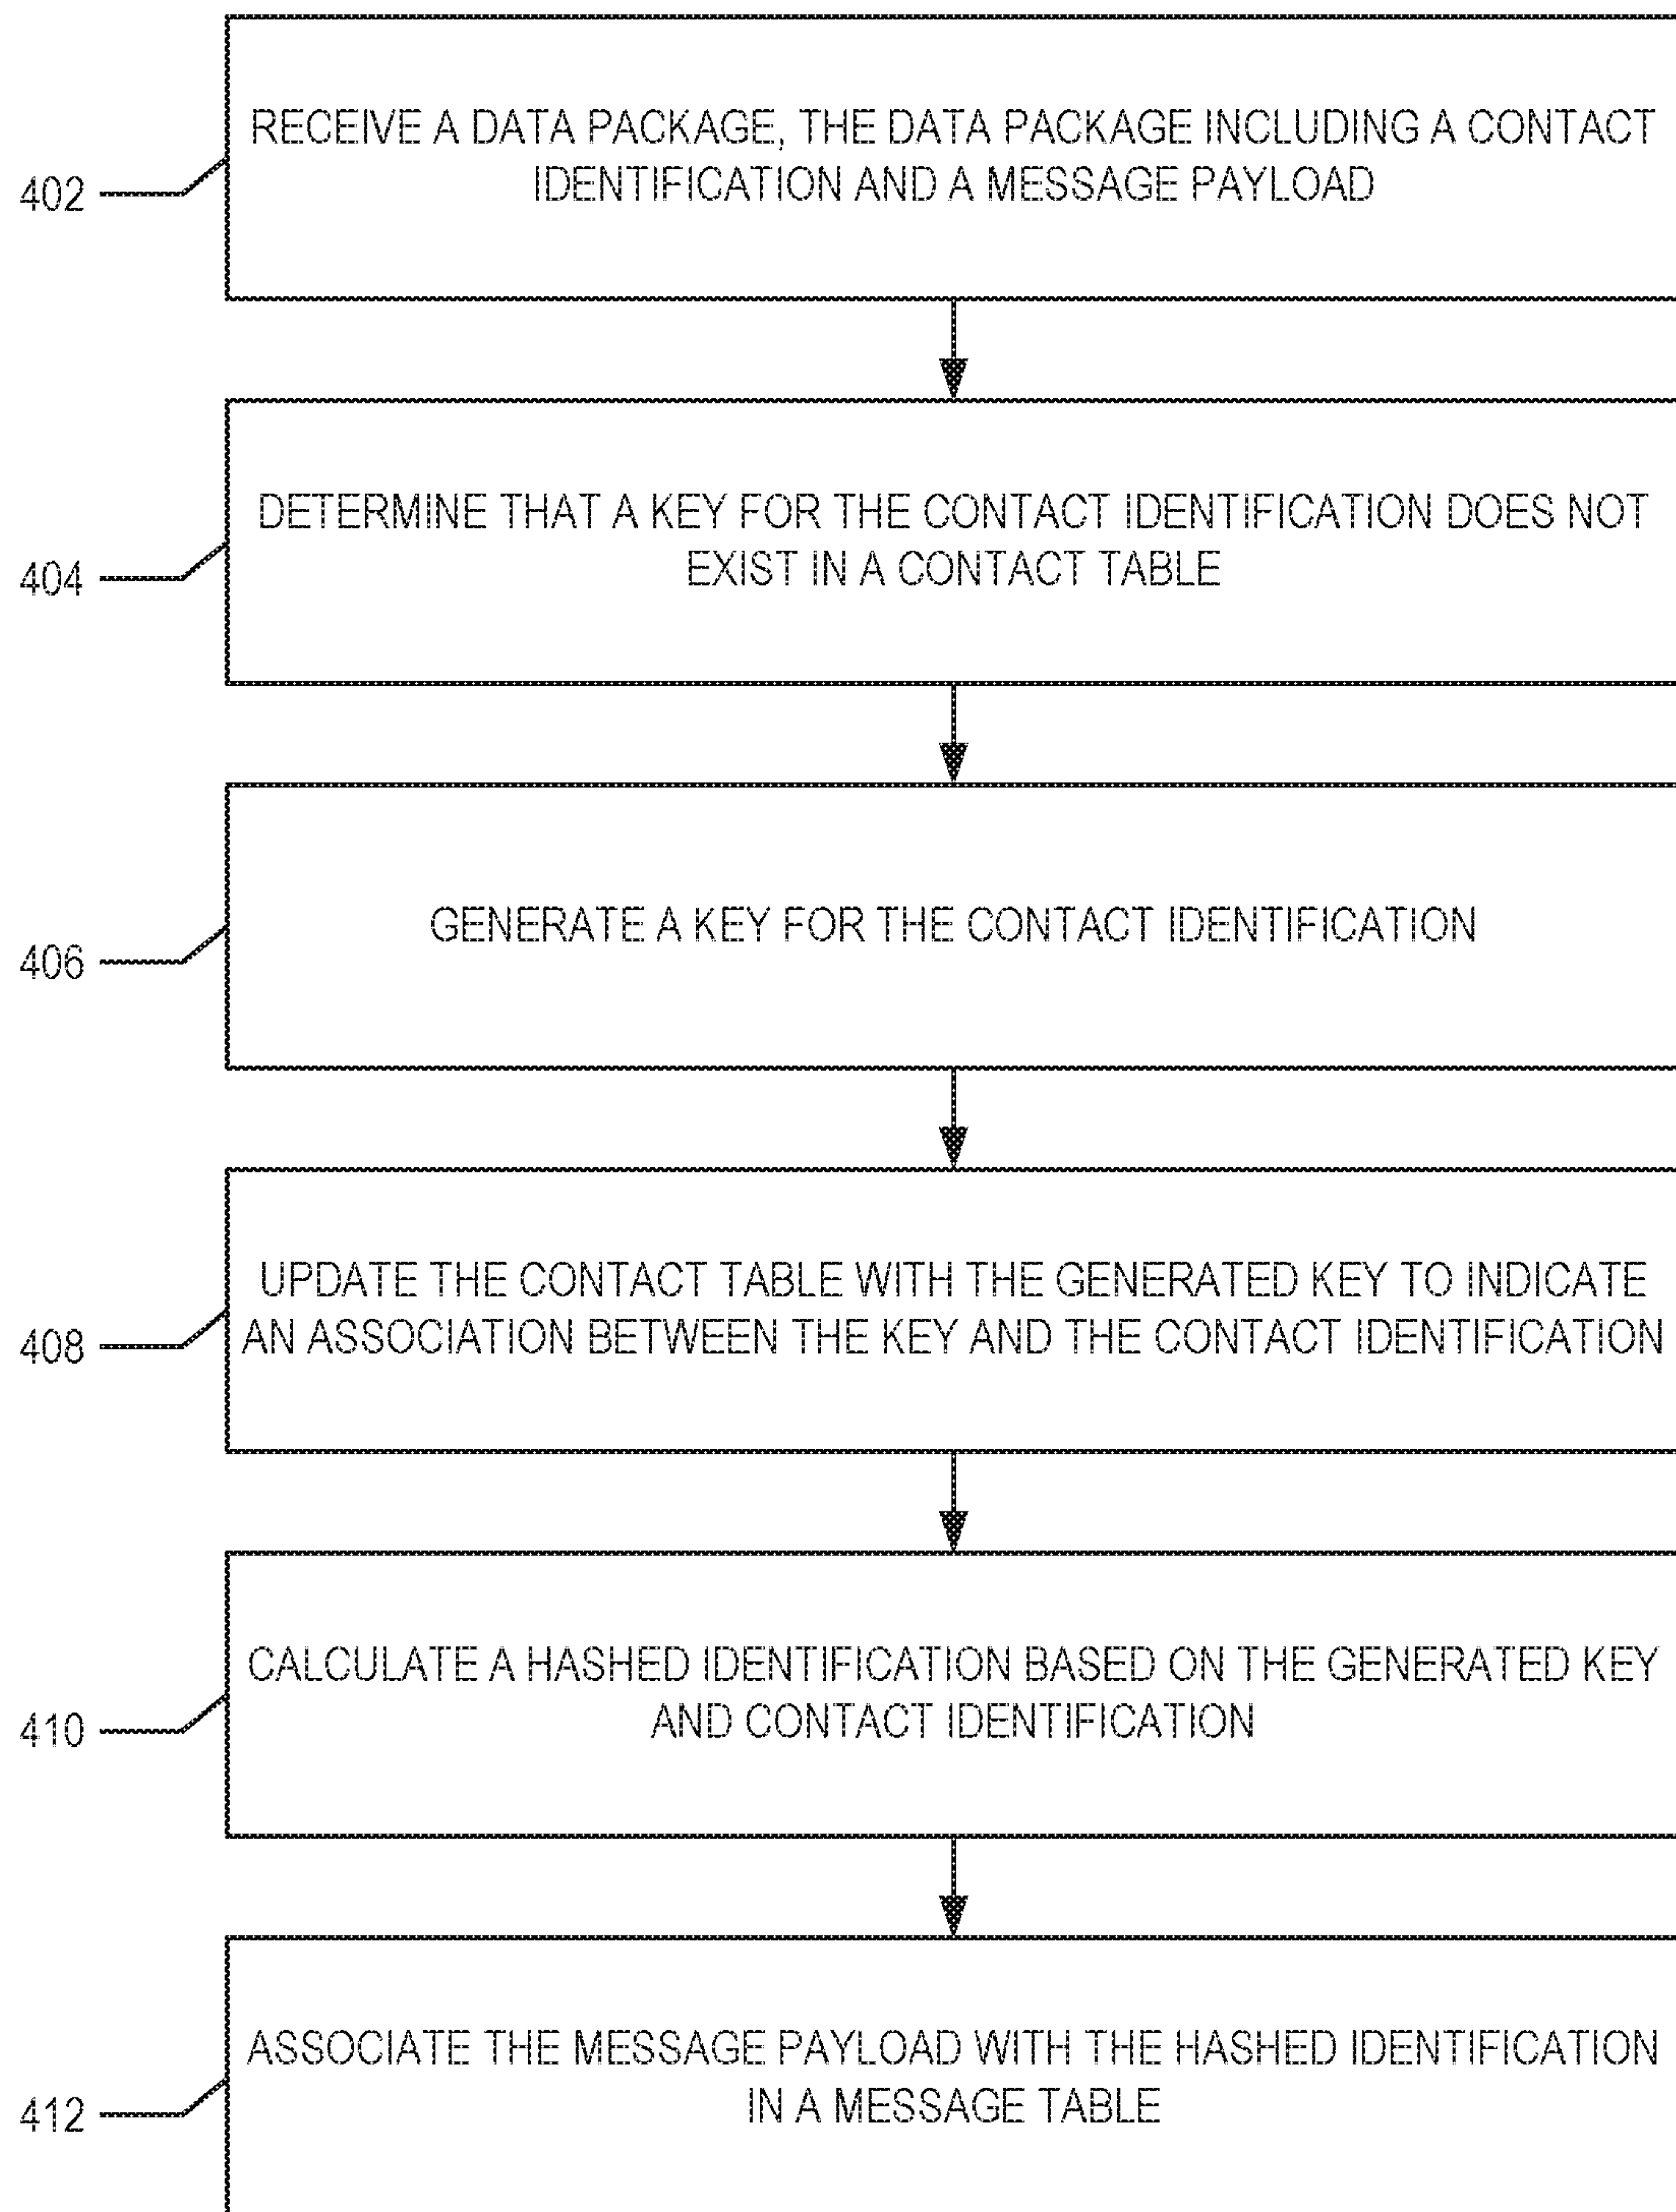 RECEIVE A DATA PACKAGE, THE DATA PACKAGE INCLUDING A CONTACT
IDENTIFICATION AND A MESSAGE PAYLOAD
402
DETERMINE THAT A KEY FOR THE CONTACT IDENTIFICATION DOES NOT
EXIST IN A CONTACT TABLE
404
GENERATE A KEY FOR THE CONTACT IDENTIFICATION
406
UPDATE THE CONTACT TABLE WITH THE GENERATED KEY TO INDICATE
AN ASSOCIATION BETWEEN THE KEY AND THE CONTACT IDENTIFICATION
408
CALCULATE A HASHED IDENTIFICATION BASED ON THE GENERATED KEY
AND CONTACT IDENTIFICATION
410
ASSOCIATE THE MESSAGE PAYLOAD WITH THE HASHED IDENTIFICATION
IN A MESSAGE TABLE
412